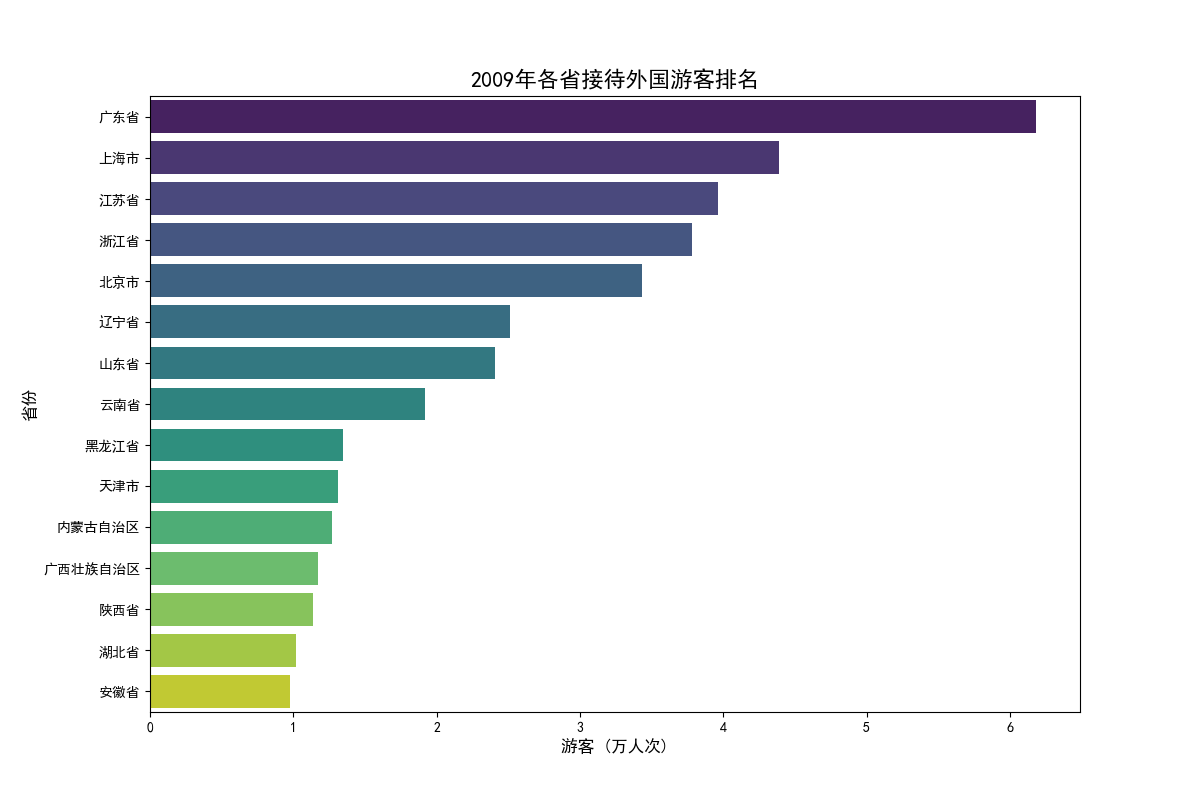 2009年各省接待外国游客排名
广东省
上海市
江苏省
浙江省
北京市
辽宁省
山东省
云南省
黑龙江省
天津市
内蒙古自治区
广西壮族自治区
陕西省
湖北省
安徽省
省份
0 1 2 3 4 5 6
游客 (万人次)